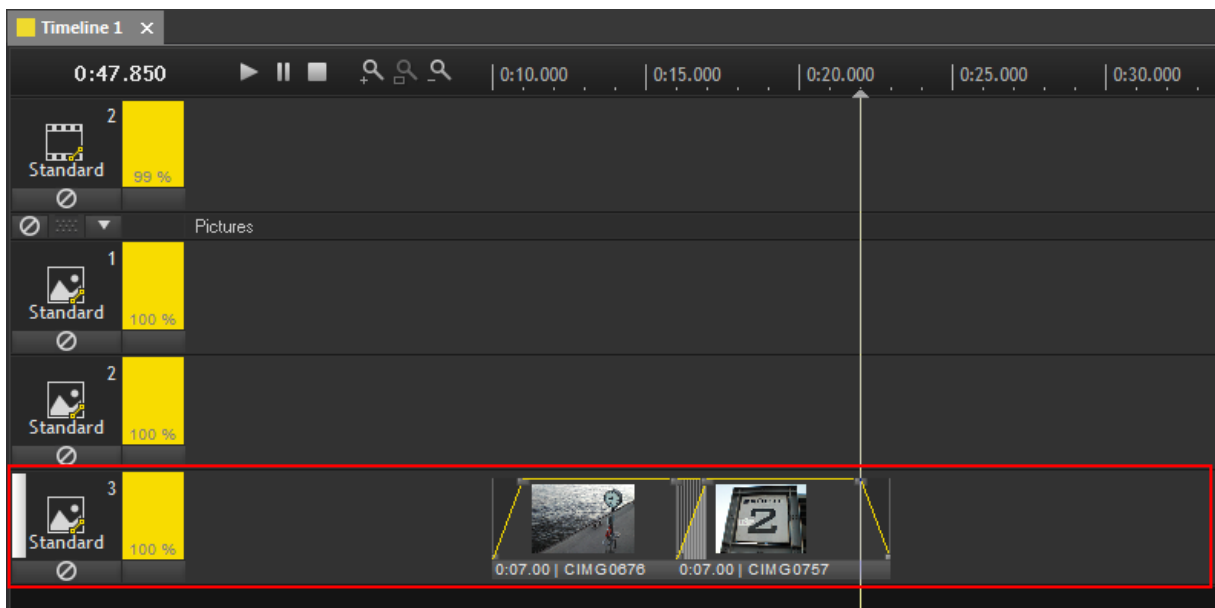 Timeline 1
0:47.850
0:10.000 0:15.000 0:20.000 0:25.000 0:30.000
2
Standard
99 %
Pictures
1
Standard
100 %
2
Standard
100 %
3
Standard
100 %
2
0:07.00 | CIMG0676 0:07.00 | CIMG0757